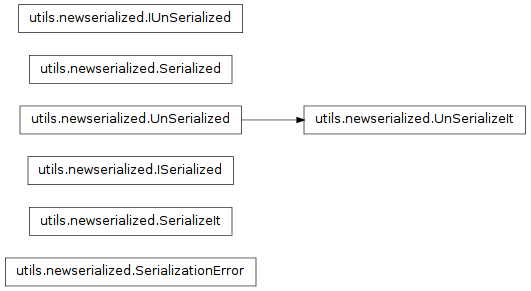 utils.newserialized.IUnSerialized
utils.newserialized.Serialized
utils.newserialized.UnSerialized
utils.newserialized.UnSerializeIt
utils.newserialized.ISerialized
utils.newserialized.SerializeIt
utils.newserialized.SerializationError